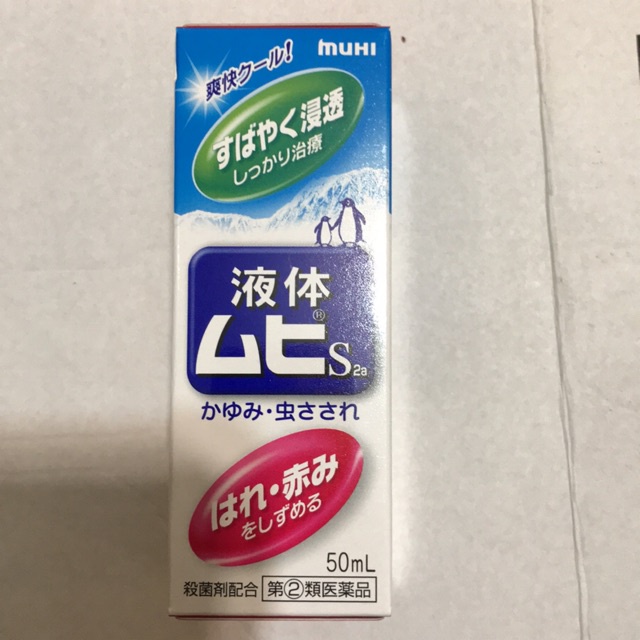 muHI
爽快クール!
すばやく浸透
しっかり治療
液体
ムヒ®S2a
かゆみ・虫さされ
はれ・赤み
をしずめる
50mL
殺菌剤配合 第②類医薬品